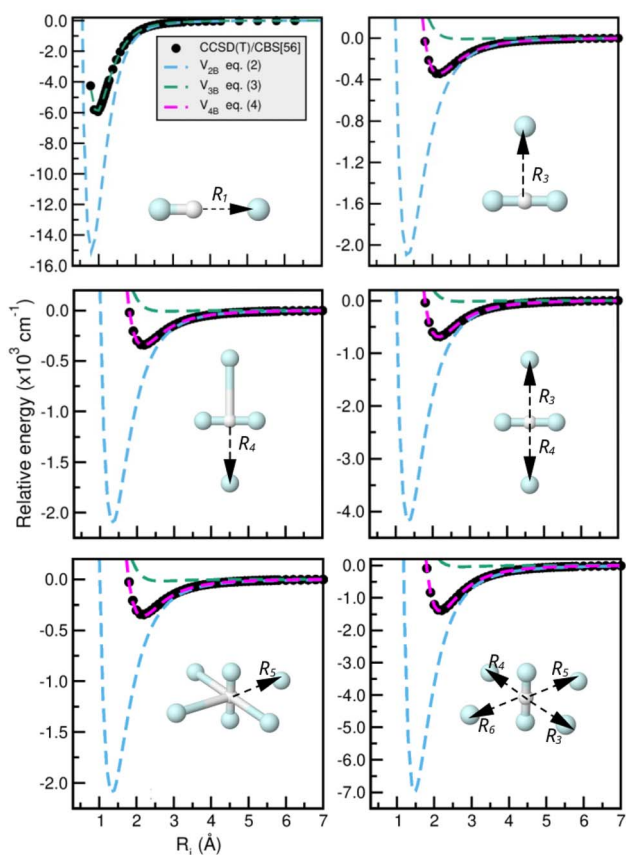 0.0
-2.0
-4.0
-6.0
-8.0
-10.0
-12.0
-14.0
-16.0
CCSD(T)/CBS[56]
V2B eq. (2)
V3B eq. (3)
V4B eq. (4)
R1
0.0
-0.4
-0.8
-1.2
-1.6
-2.0
R3
Relative energy (x10³ cm⁻¹)
0.0
-0.5
-1.0
-1.5
-2.0
R4
0.0
-1.0
-2.0
-3.0
-4.0
R3
R4
0.0
-0.5
-1.0
-1.5
-2.0
R5
1 2 3 4 5 6 7
Ri (Å)
0.0
-1.0
-2.0
-3.0
-4.0
-5.0
-6.0
-7.0
R4
R5
R6
R3
1 2 3 4 5 6 7